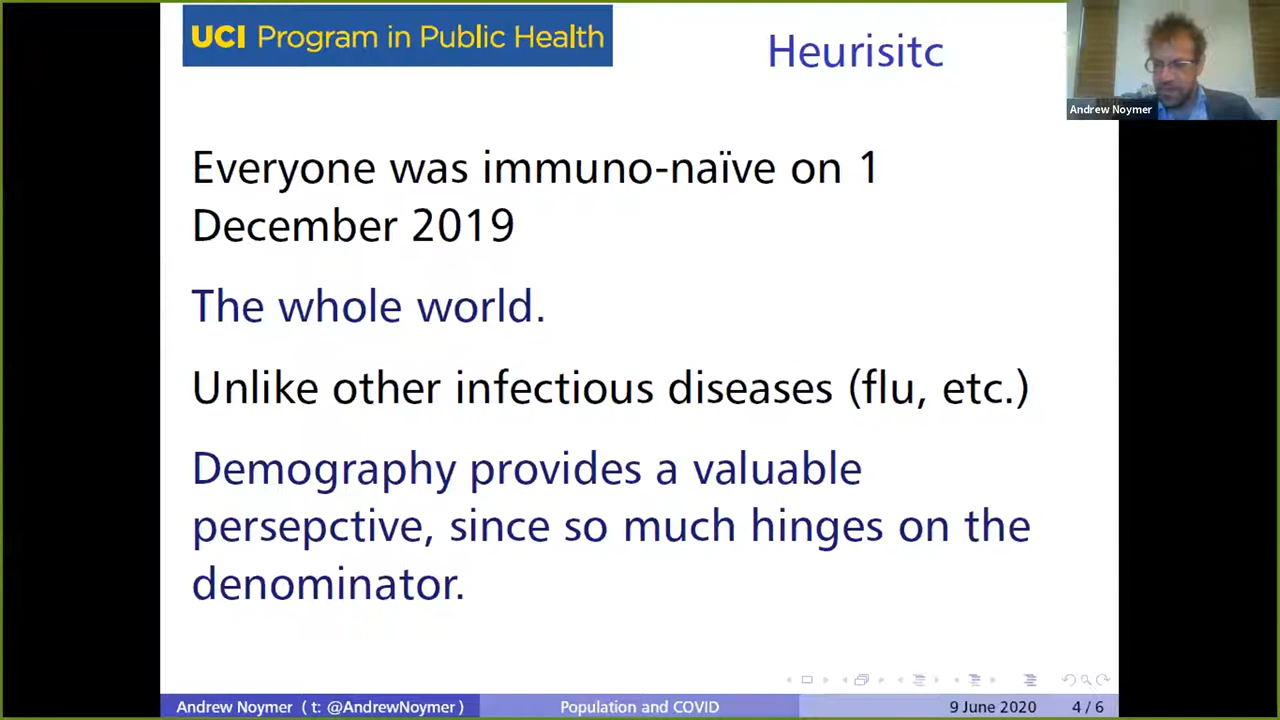 UCI Program in Public Health
Heurisitc
Andrew Noymer
Everyone was immuno-naïve on 1
December 2019
The whole world.
Unlike other infectious diseases (flu, etc.)
Demography provides a valuable
persepctive, since so much hinges on the
denominator.
Andrew Noymer ( t: @AndrewNoymer )
Population and COVID
9 June 2020
4 / 6